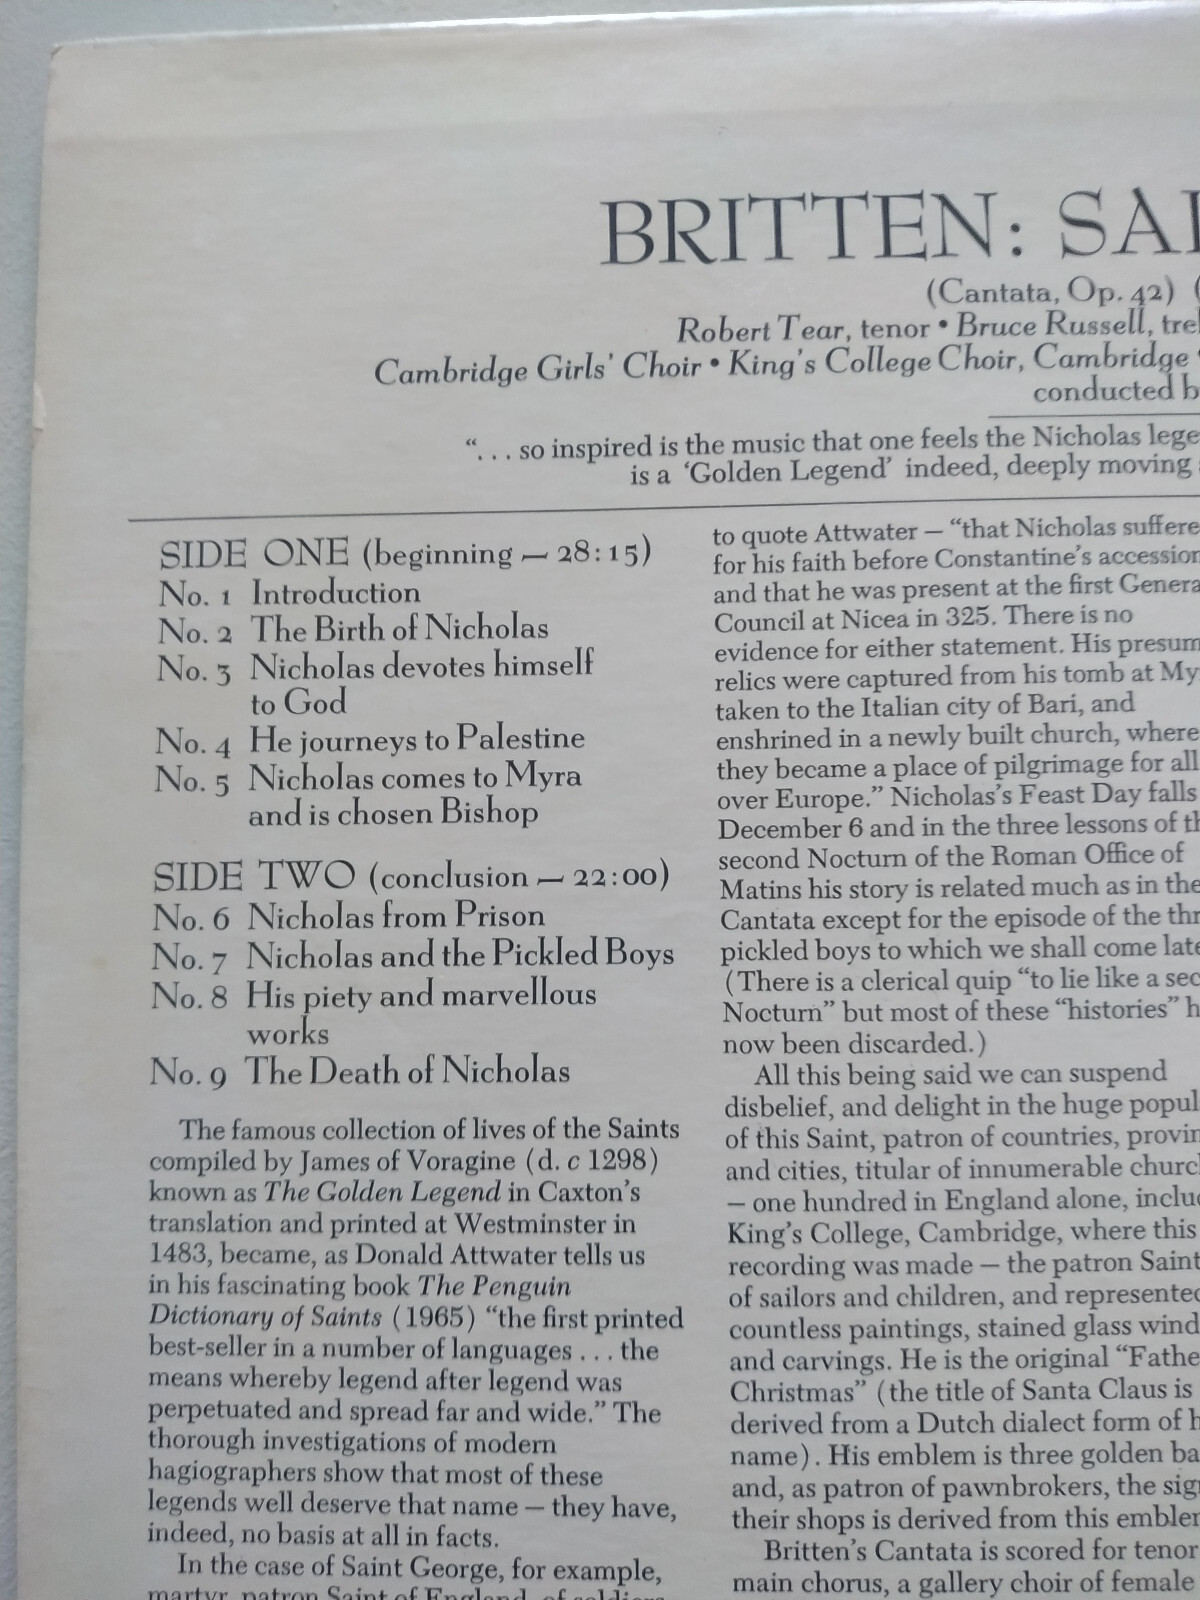 BRITTEN: SAI
(Cantata, Op. 42) (
Robert Tear, tenor • Bruce Russell, treb
Cambridge Girls' Choir • King's College Choir, Cambridge
conducted b
“. . . so inspired is the music that one feels the Nicholas lege
is a ‘Golden Legend’ indeed, deeply moving
SIDE ONE (beginning — 28:15)
No. 1 Introduction
No. 2 The Birth of Nicholas
No. 3 Nicholas devotes himself
to God
No. 4 He journeys to Palestine
No. 5 Nicholas comes to Myra
and is chosen Bishop
SIDE TWO (conclusion — 22:00)
No. 6 Nicholas from Prison
No. 7 Nicholas and the Pickled Boys
No. 8 His piety and marvellous
works
No. 9 The Death of Nicholas
The famous collection of lives of the Saints
compiled by James of Voragine (d. c 1298)
known as The Golden Legend in Caxton's
translation and printed at Westminster in
1483, became, as Donald Attwater tells us
in his fascinating book The Penguin
Dictionary of Saints (1965) “the first printed
best-seller in a number of languages . . . the
means whereby legend after legend was
perpetuated and spread far and wide.” The
thorough investigations of modern
hagiographers show that most of these
legends well deserve that name — they have,
indeed, no basis at all in facts.
In the case of Saint George, for example,
martyr, patron Saint of England, of soldiers
to quote Attwater — “that Nicholas suffere
for his faith before Constantine's accession
and that he was present at the first Genera
Council at Nicea in 325. There is no
evidence for either statement. His presum
relics were captured from his tomb at My
taken to the Italian city of Bari, and
enshrined in a newly built church, where
they became a place of pilgrimage for all
over Europe.” Nicholas's Feast Day falls
December 6 and in the three lessons of th
second Nocturn of the Roman Office of
Matins his story is related much as in the
Cantata except for the episode of the thr
pickled boys to which we shall come late
(There is a clerical quip “to lie like a sec
Nocturn” but most of these “histories” h
now been discarded.)
All this being said we can suspend
disbelief, and delight in the huge popul
of this Saint, patron of countries, provin
and cities, titular of innumerable church
— one hundred in England alone, includ
King's College, Cambridge, where this
recording was made — the patron Saint
of sailors and children, and represented
countless paintings, stained glass wind
and carvings. He is the original “Fathe
Christmas” (the title of Santa Claus is
derived from a Dutch dialect form of h
name). His emblem is three golden ba
and, as patron of pawnbrokers, the sig
their shops is derived from this emblem
Britten's Cantata is scored for tenor
main chorus, a gallery choir of female